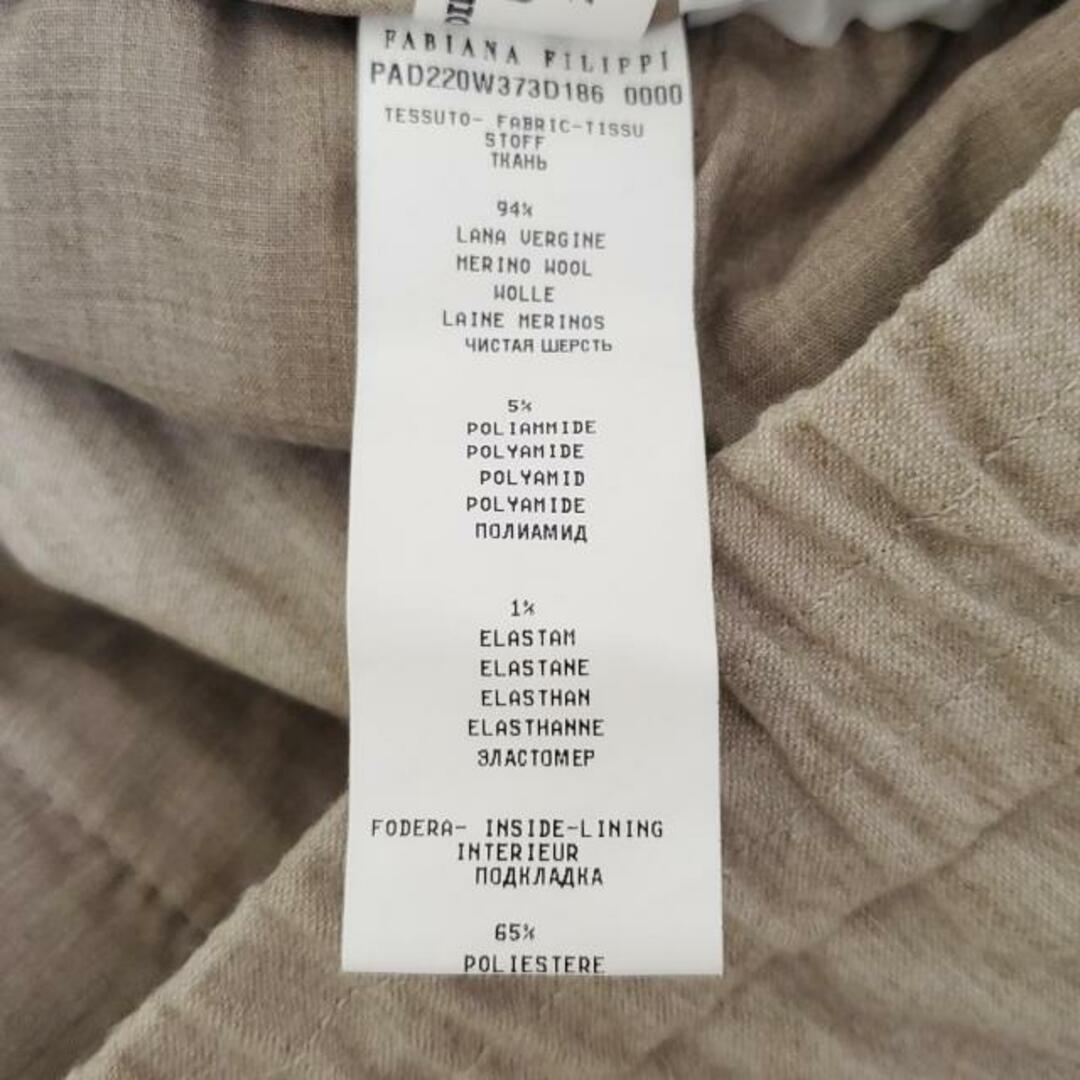 FABIANA FILIPPI
PAD220W373D186 0000
TESSUTO- FABRIC-TISSU
STOFF
ТКАНЬ
94%
LANA VERGINE
MERINO WOOL
WOLLE
LAINE MERINOS
ЧИСТАЯ ШЕРСТЬ
5%
POLIAMMIDE
POLYAMIDE
POLYAMID
POLYAMIDE
ПОЛИАМИД
1%
ELASTAM
ELASTANE
ELASTHAN
ELASTHANNE
ЭЛАСТОМЕР
FODERA- INSIDE-LINING
INTERIEUR
ПОДКЛАДКА
65%
POLIESTERE